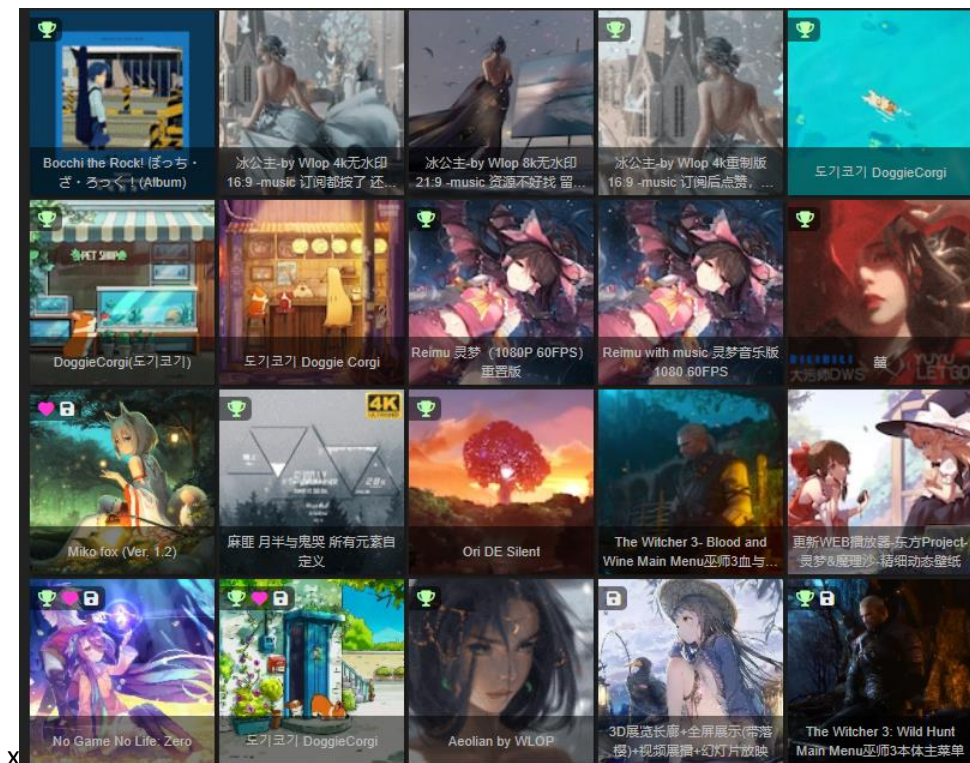 Bocchi the Rock! ぼっち・
ざ・ろっく！(Album)
冰公主-by Wlop 4k无水印
16:9 -music 订阅都按了 还...
冰公主-by Wlop 8k无水印
21:9 -music 资源不好找 留...
冰公主-by Wlop 4k重制版
16:9 -music 订阅后点赞，...
도기코기 DoggieCorgi
PET SHOP
DoggieCorgi(도기코기)
도기코기 Doggie Corgi
Reimu 灵梦（1080P 60FPS）
重置版
Reimu with music 灵梦音乐版
1080 60FPS
BILIBILI
大拓师DWS
YUYU
LETGO
Miko fox (Ver. 1.2)
4K
麻匪 月半与鬼哭 所有元素自
定义
Ori DE Silent
The Witcher 3- Blood and
Wine Main Menu巫师3血与...
更新WEB播放器-东方Project-
灵梦&魔理沙-精细动态壁纸
No Game No Life: Zero
도기코기 DoggieCorgi
Aeolian by WLOP
3D展览长廊+全屏展示(带落
樱)+视频展播+幻灯片放映
The Witcher 3: Wild Hunt
Main Menu巫师3本体主菜单
x